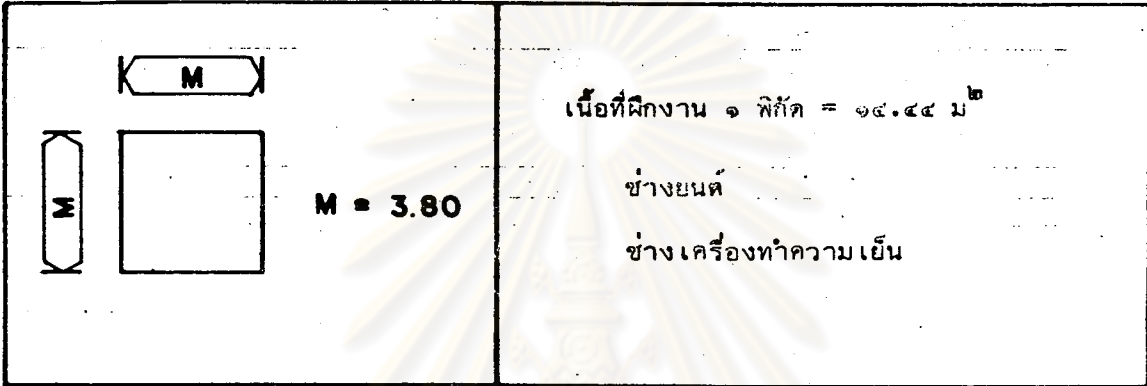 M
M
M = 3.80
เนื้อที่ฝึกงาน ๑ พิกัด = ๑๔.๔๔ ม๒
ช่างยนต์
ช่างเครื่องทำความเย็น